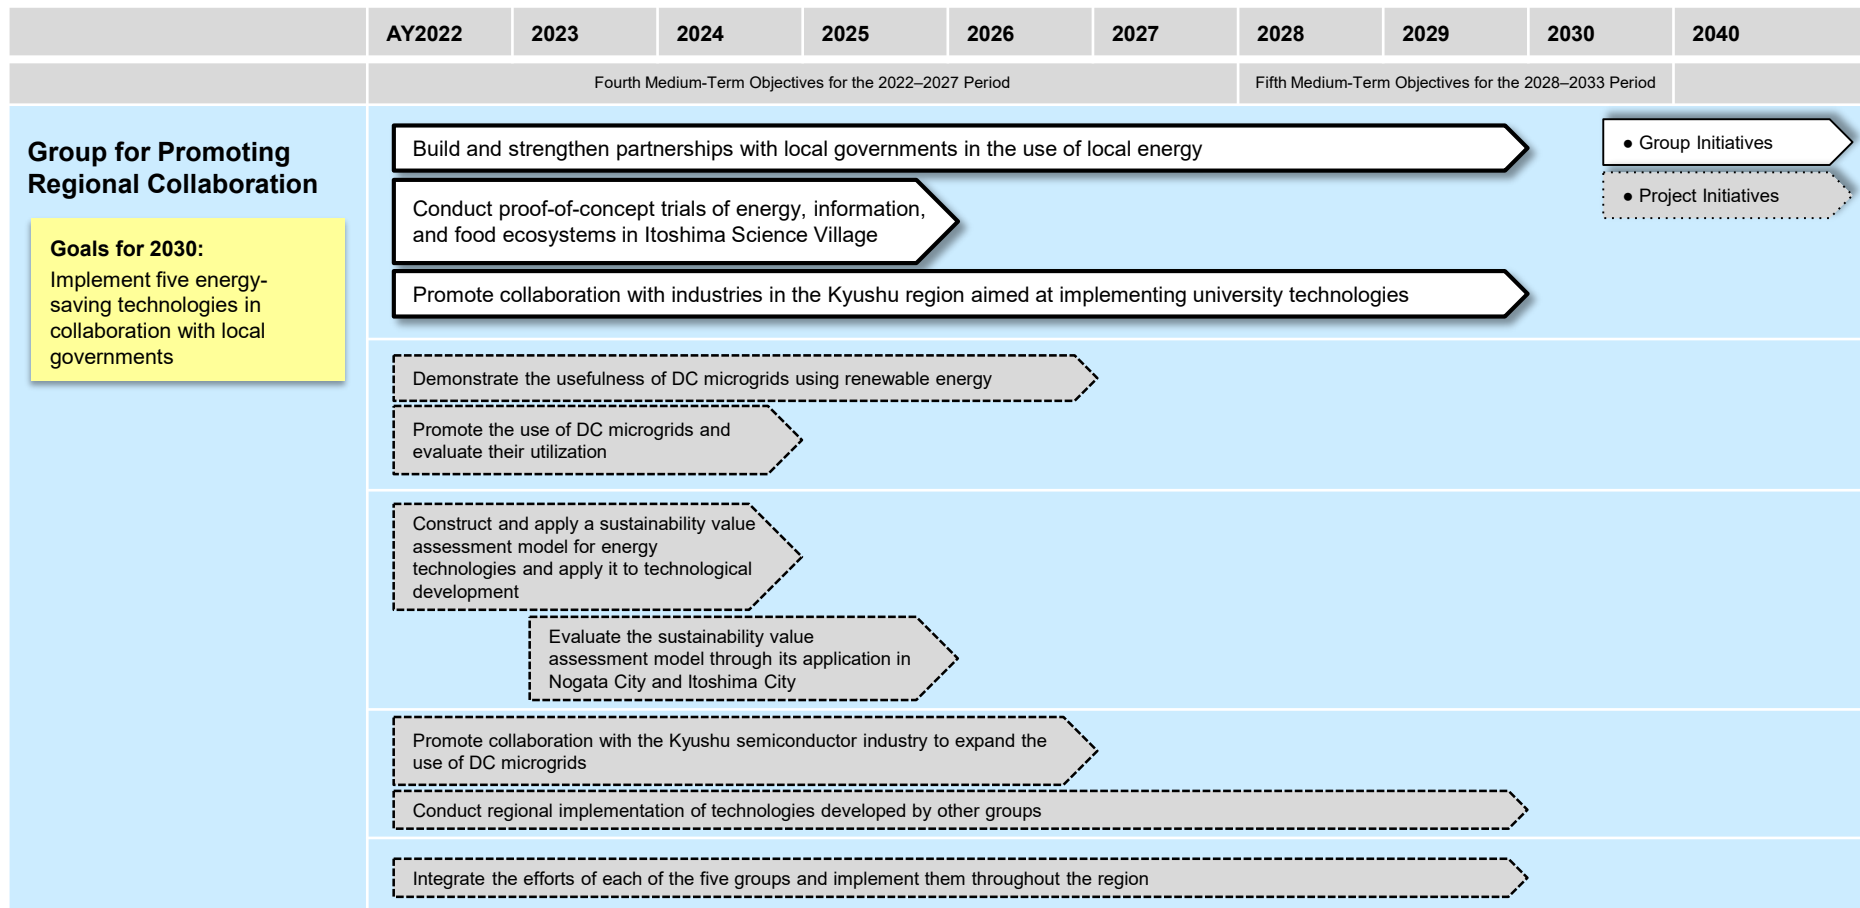 AY2022 2023 2024 2025 2026 2027 2028 2029 2030 2040
Fourth Medium-Term Objectives for the 2022–2027 Period
Fifth Medium-Term Objectives for the 2028–2033 Period
Group for Promoting
Regional Collaboration
Goals for 2030:
Implement five energy-
saving technologies in
collaboration with local
governments
Build and strengthen partnerships with local governments in the use of local energy
Conduct proof-of-concept trials of energy, information,
and food ecosystems in Itoshima Science Village
Promote collaboration with industries in the Kyushu region aimed at implementing university technologies
● Group Initiatives
● Project Initiatives
Demonstrate the usefulness of DC microgrids using renewable energy
Promote the use of DC microgrids and
evaluate their utilization
Construct and apply a sustainability value
assessment model for energy
technologies and apply it to technological
development
Evaluate the sustainability value
assessment model through its application in
Nogata City and Itoshima City
Promote collaboration with the Kyushu semiconductor industry to expand the
use of DC microgrids
Conduct regional implementation of technologies developed by other groups
Integrate the efforts of each of the five groups and implement them throughout the region